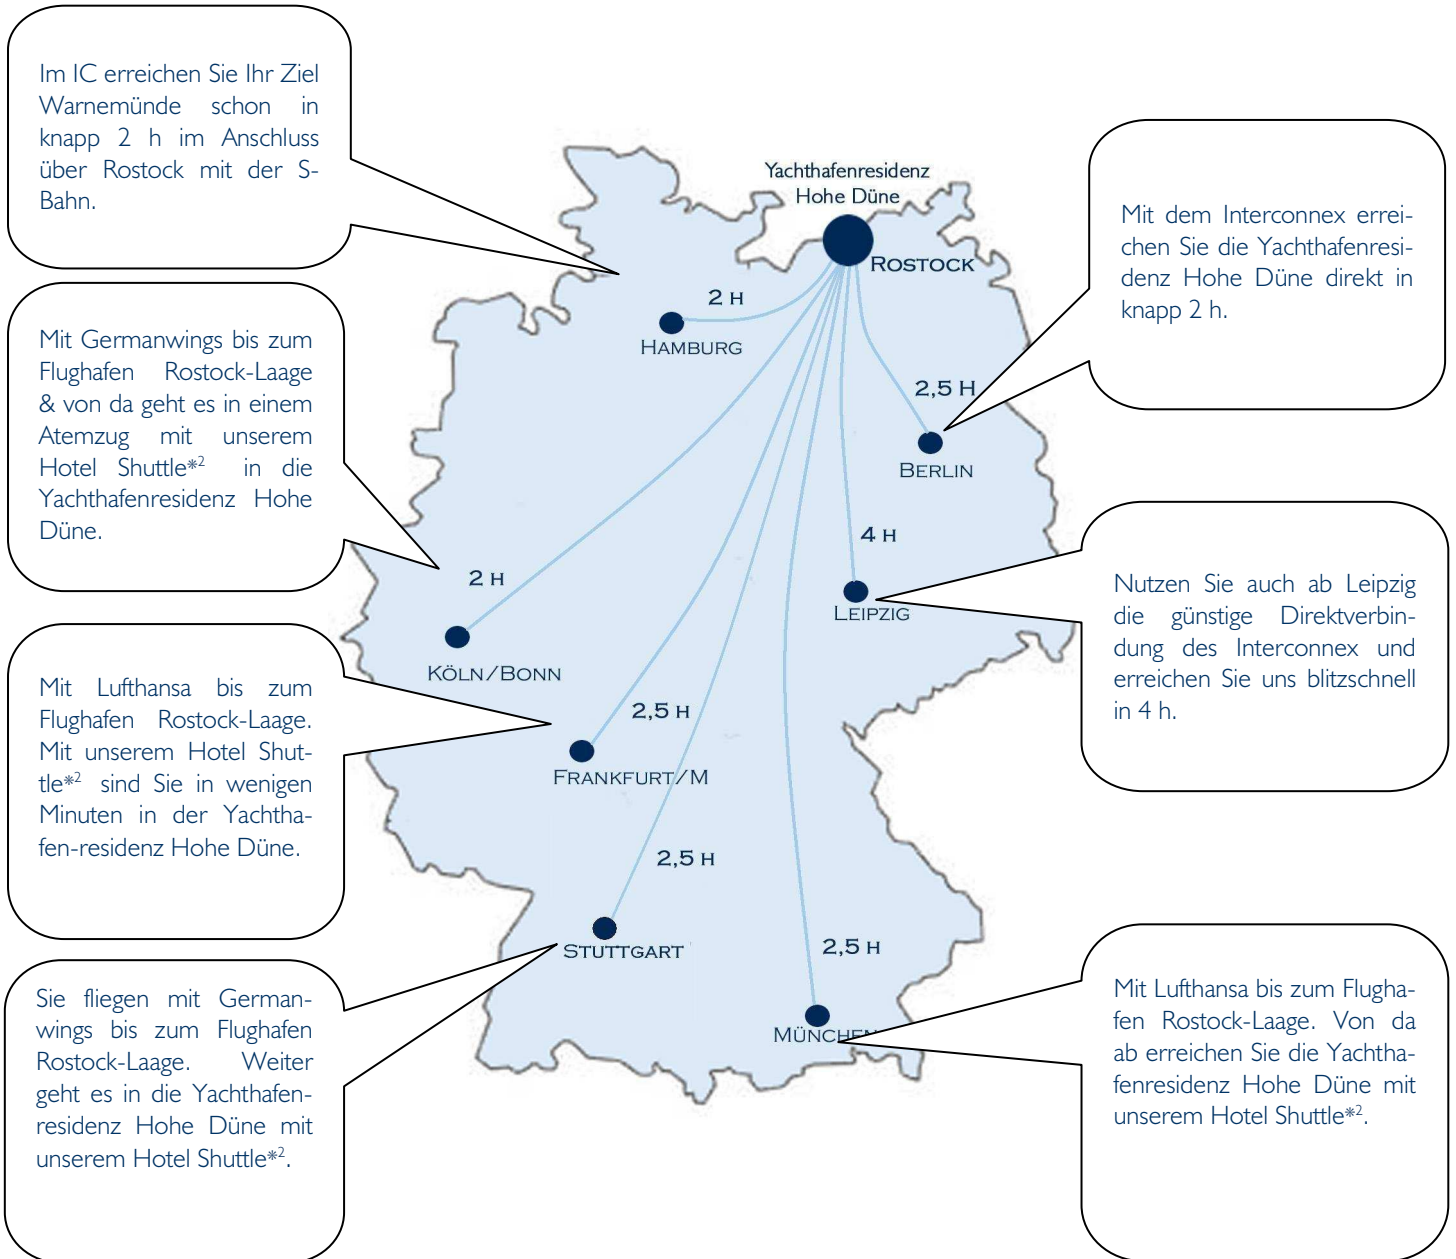 Im IC erreichen Sie Ihr Ziel
Warnemünde schon in
knapp 2 h im Anschluss
über Rostock mit der S-
Bahn.
Mit Germanwings bis zum
Flughafen Rostock-Laage
& von da geht es in einem
Atemzug mit unserem
Hotel Shuttle*² in die
Yachthafenresidenz Hohe
Düne.
Mit Lufthansa bis zum
Flughafen Rostock-Laage.
Mit unserem Hotel Shut-
tle*² sind Sie in wenigen
Minuten in der Yachtha-
fen-residenz Hohe Düne.
Sie fliegen mit German-
wings bis zum Flughafen
Rostock-Laage. Weiter
geht es in die Yachthafen-
residenz Hohe Düne mit
unserem Hotel Shuttle*².
Yachthafenresidenz
Hohe Düne
ROSTOCK
2 H
HAMBURG
2,5 H
BERLIN
4 H
LEIPZIG
2 H
KÖLN/BONN
2,5 H
FRANKFURT/M
2,5 H
STUTTGART
2,5 H
MÜNCHEN
Mit dem Interconnex errei-
chen Sie die Yachthafenresi-
denz Hohe Düne direkt in
knapp 2 h.
Nutzen Sie auch ab Leipzig
die günstige Direktverbin-
dung des Interconnex und
erreichen Sie uns blitzschnell
in 4 h.
Mit Lufthansa bis zum Flugha-
fen Rostock-Laage. Von da
ab erreichen Sie die Yachtha-
fenresidenz Hohe Düne mit
unserem Hotel Shuttle*².